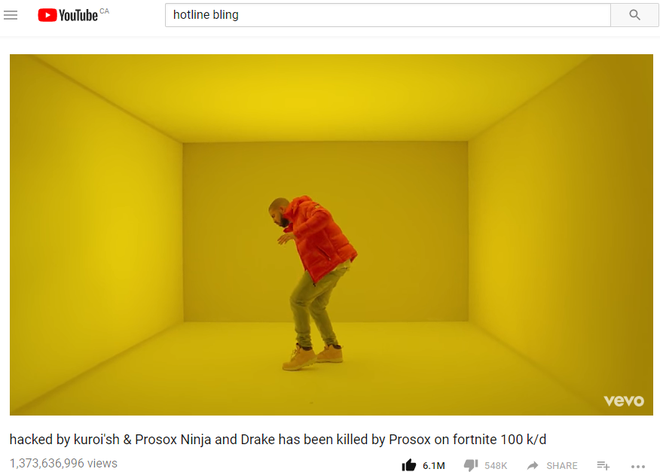 YouTube CA
hotline bling
vevo
hacked by kuroi'sh & Prosox Ninja and Drake has been killed by Prosox on fortnite 100 k/d
1,373,636,996 views
6.1M
548K
SHARE